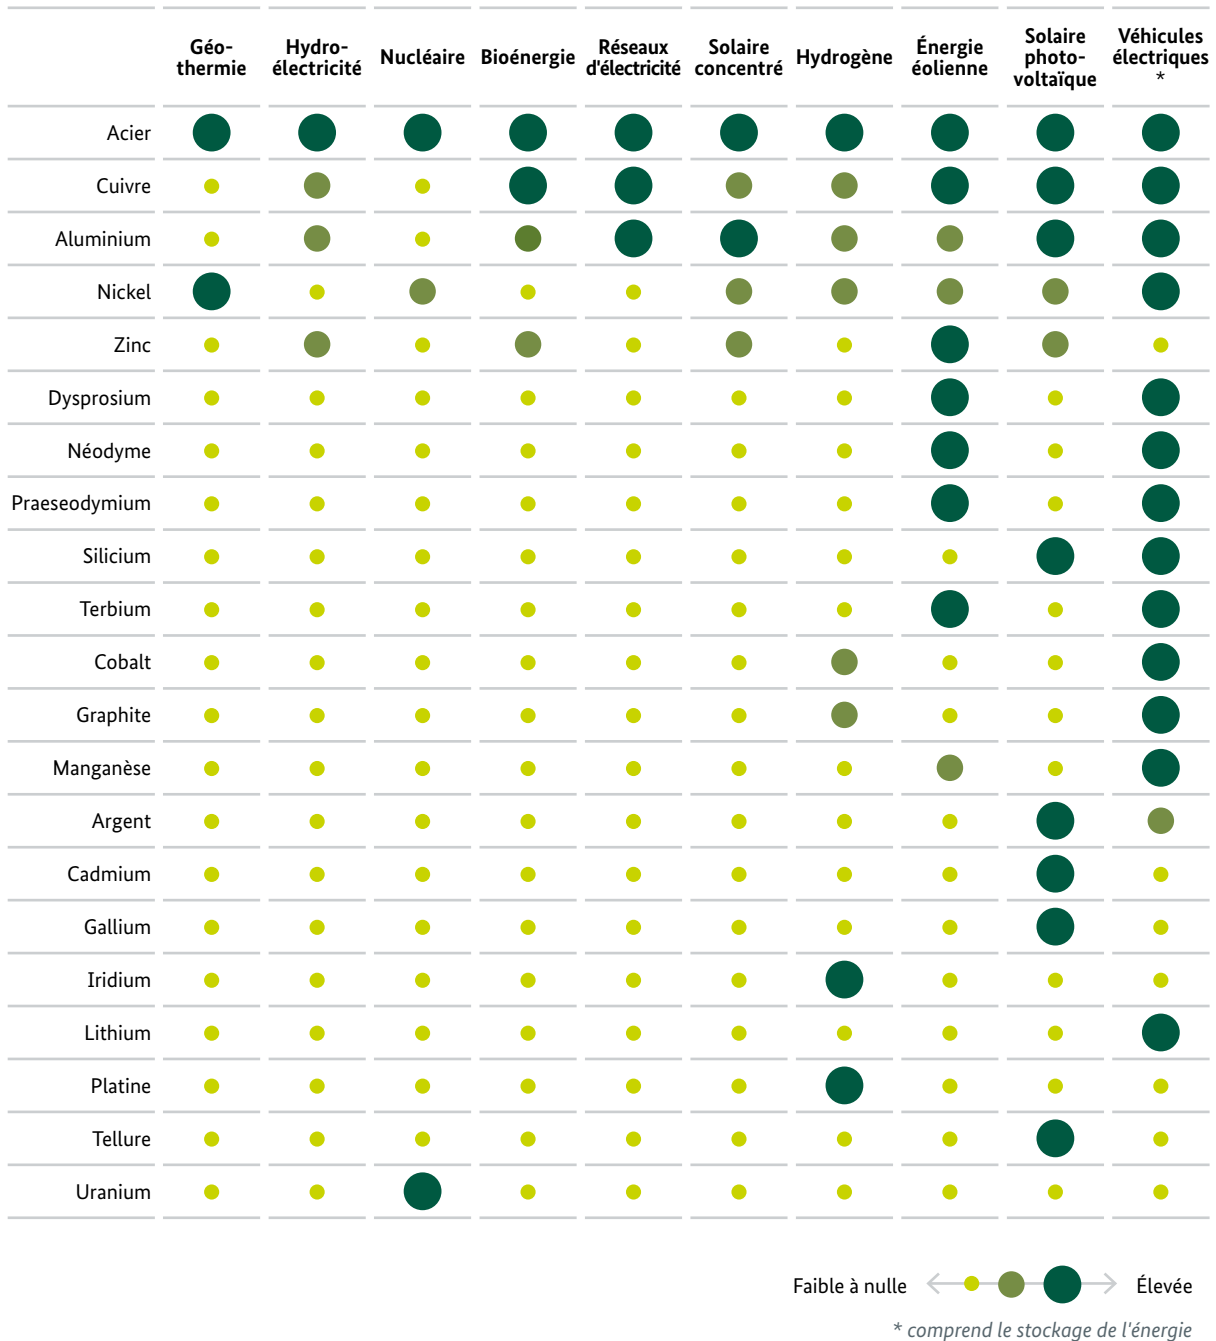 Géo-
thermie
Hydro-
électricité
Nucléaire
Bioénergie
Réseaux
d'électricité
Solaire
concentré
Hydrogène
Énergie
éolienne
Solaire
photo-
voltaïque
Véhicules
électriques
*
Acier
Cuivre
Aluminium
Nickel
Zinc
Dysprosium
Néodyme
Praeseodymium
Silicium
Terbium
Cobalt
Graphite
Manganèse
Argent
Cadmium
Gallium
Iridium
Lithium
Platine
Tellure
Uranium
Faible à nulle
Élevée
* comprend le stockage de l'énergie